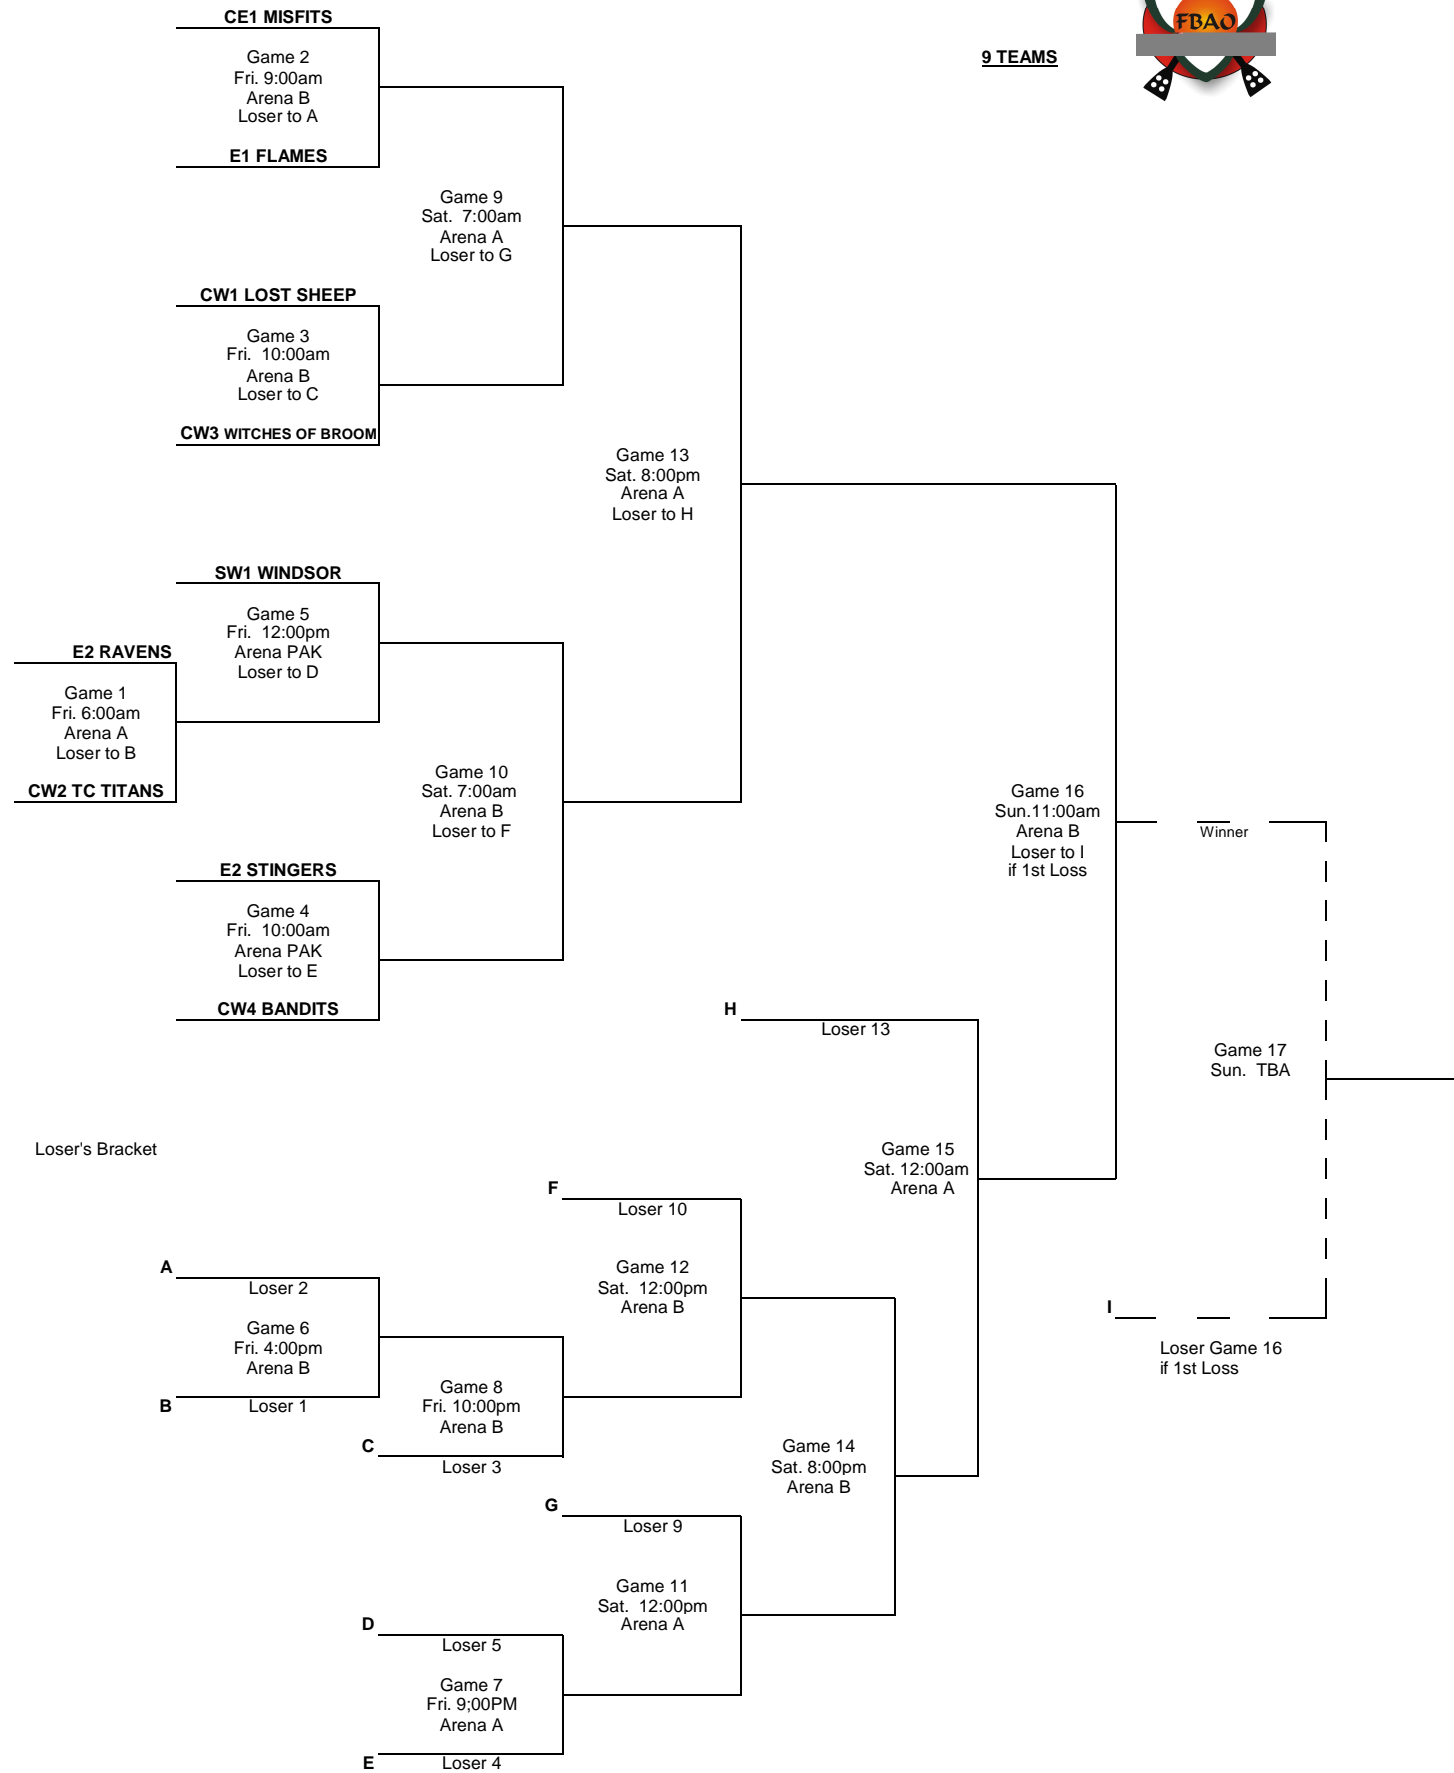 FBAO
9 TEAMS
CE1 MISFITS
Game 2
Fri. 9:00am
Arena B
Loser to A
E1 FLAMES
Game 9
Sat.  7:00am
Arena A
Loser to G
CW1 LOST SHEEP
Game 3
Fri.  10:00am
Arena B
Loser to C
CW3 WITCHES OF BROOM
Game 13
Sat. 8:00pm
Arena A
Loser to H
SW1 WINDSOR
Game 5
Fri.  12:00pm
Arena PAK
Loser to D
E2 RAVENS
Game 1
Fri. 6:00am
Arena A
Loser to B
CW2 TC TITANS
Game 10
Sat. 7:00am
Arena B
Loser to F
Game 16
Sun.11:00am
Arena B
Loser to I
if 1st Loss
Winner
E2 STINGERS
Game 4
Fri.  10:00am
Arena PAK
Loser to E
CW4 BANDITS
H
Loser 13
Game 17
Sun.  TBA
Loser's Bracket
Game 15
Sat. 12:00am
Arena A
F
Loser 10
A
Loser 2
Game 12
Sat.  12:00pm
Arena B
Game 6
Fri. 4:00pm
Arena B
I
Loser Game 16
if 1st Loss
B
Loser 1
Game 8
Fri. 10:00pm
Arena B
C
Loser 3
Game 14
Sat. 8:00pm
Arena B
G
Loser 9
Game 11
Sat.  12:00pm
Arena A
D
Loser 5
Game 7
Fri. 9;00PM
Arena A
E
Loser 4